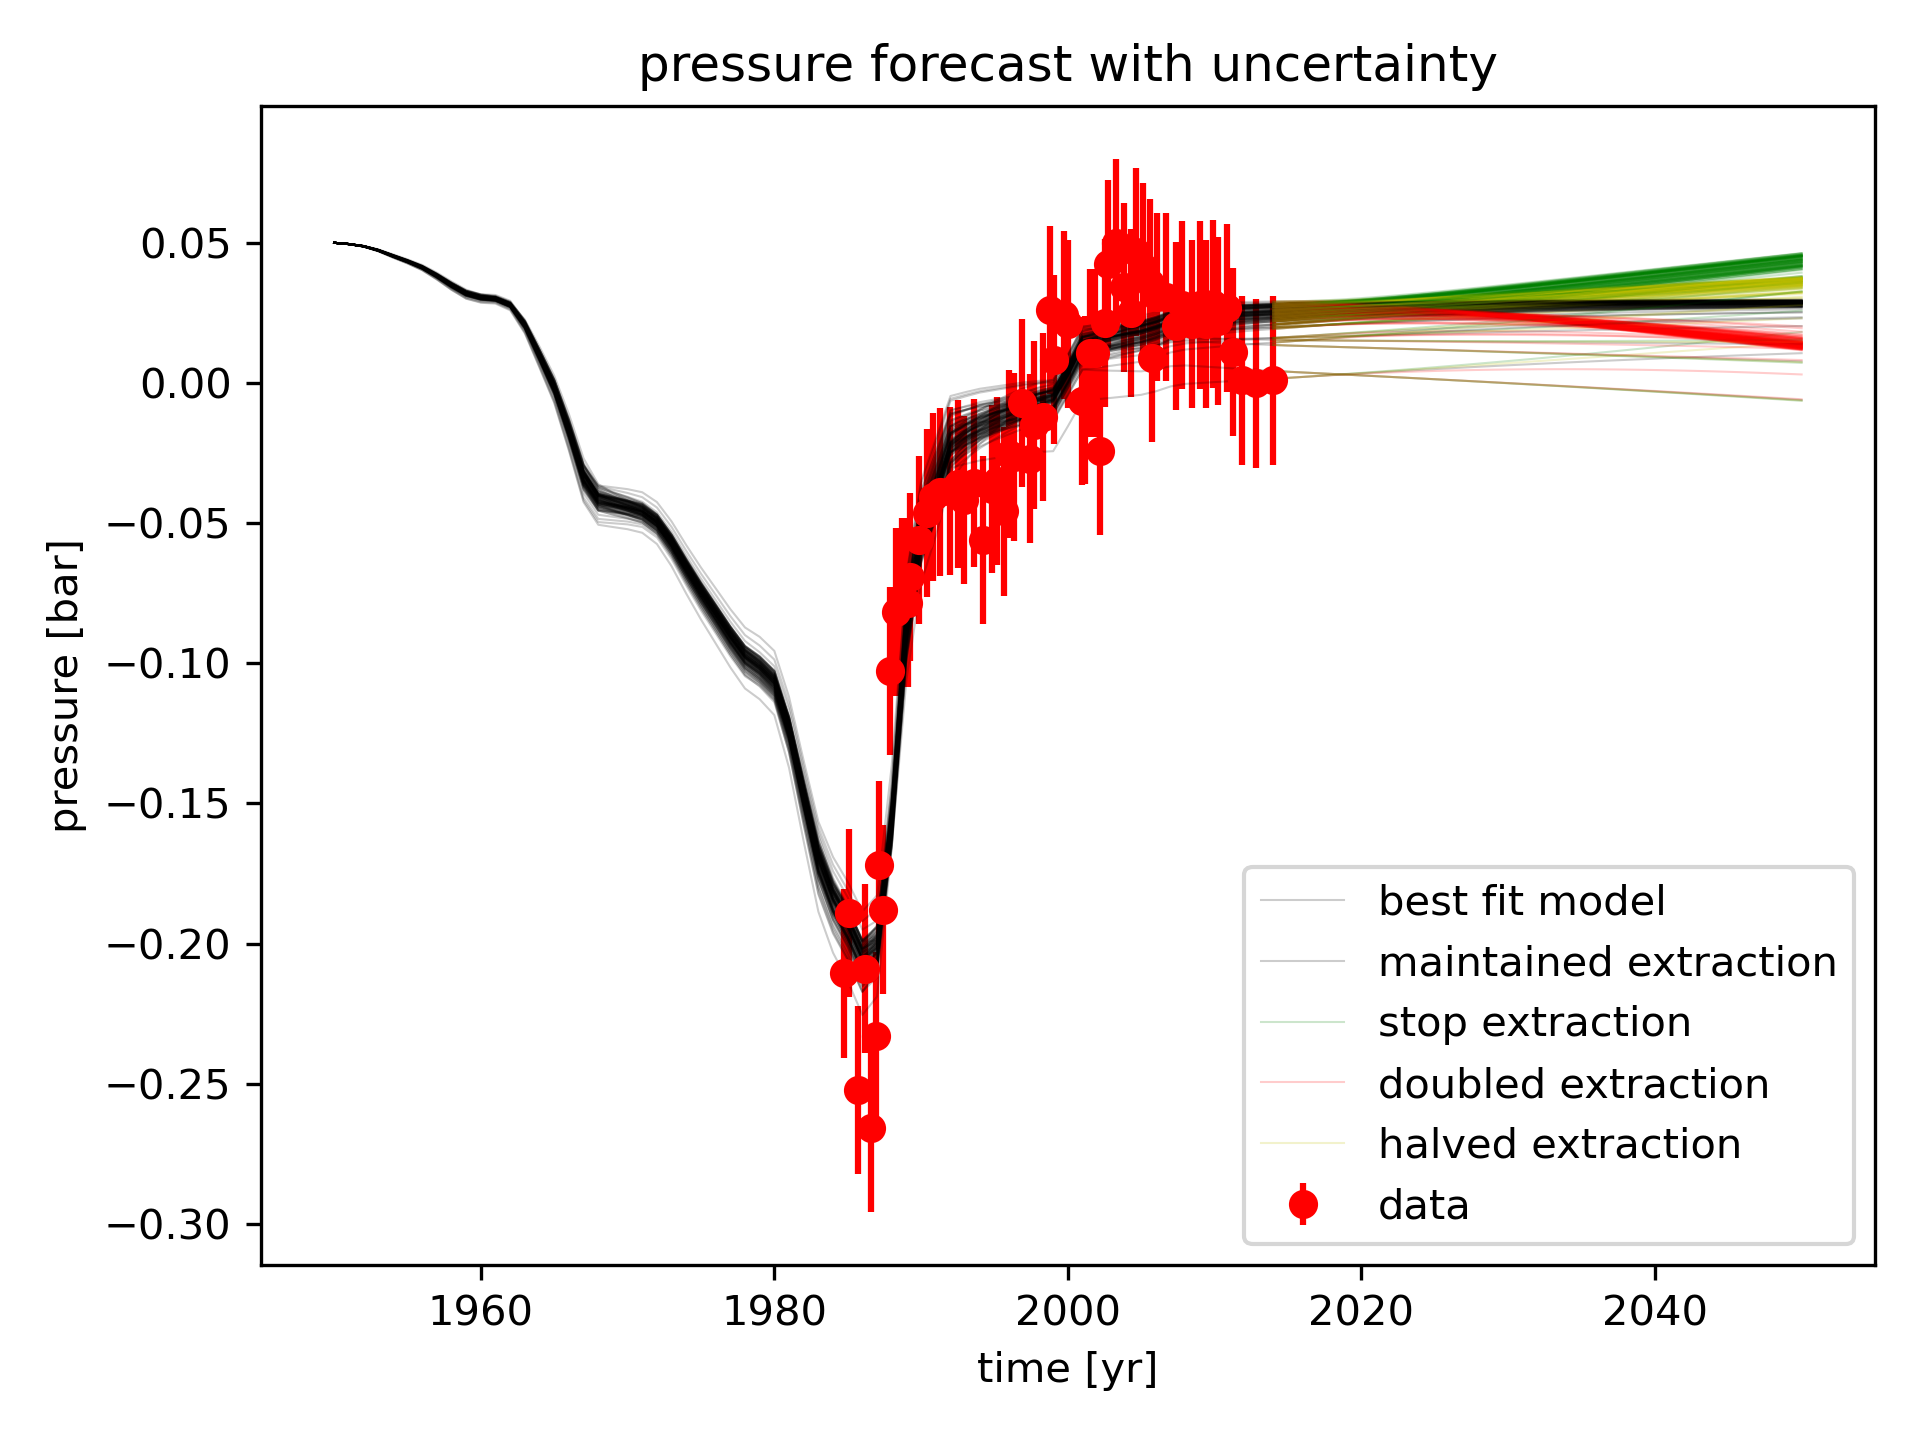 pressure forecast with uncertainty
pressure [bar]
0.05
0.00
−0.05
−0.10
−0.15
−0.20
−0.25
−0.30
best fit model
maintained extraction
stop extraction
doubled extraction
halved extraction
data
1960
1980
2000
2020
2040
time [yr]